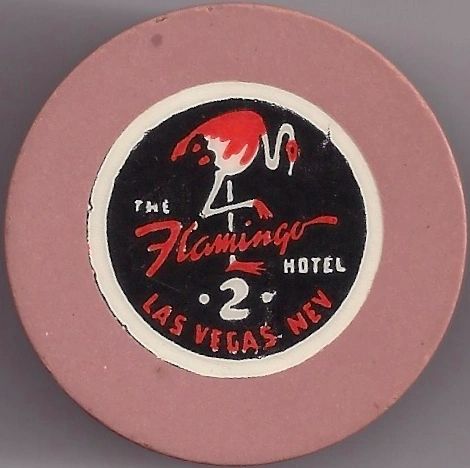 THE
Flamingo
HOTEL
·2·
LAS VEGAS NEV